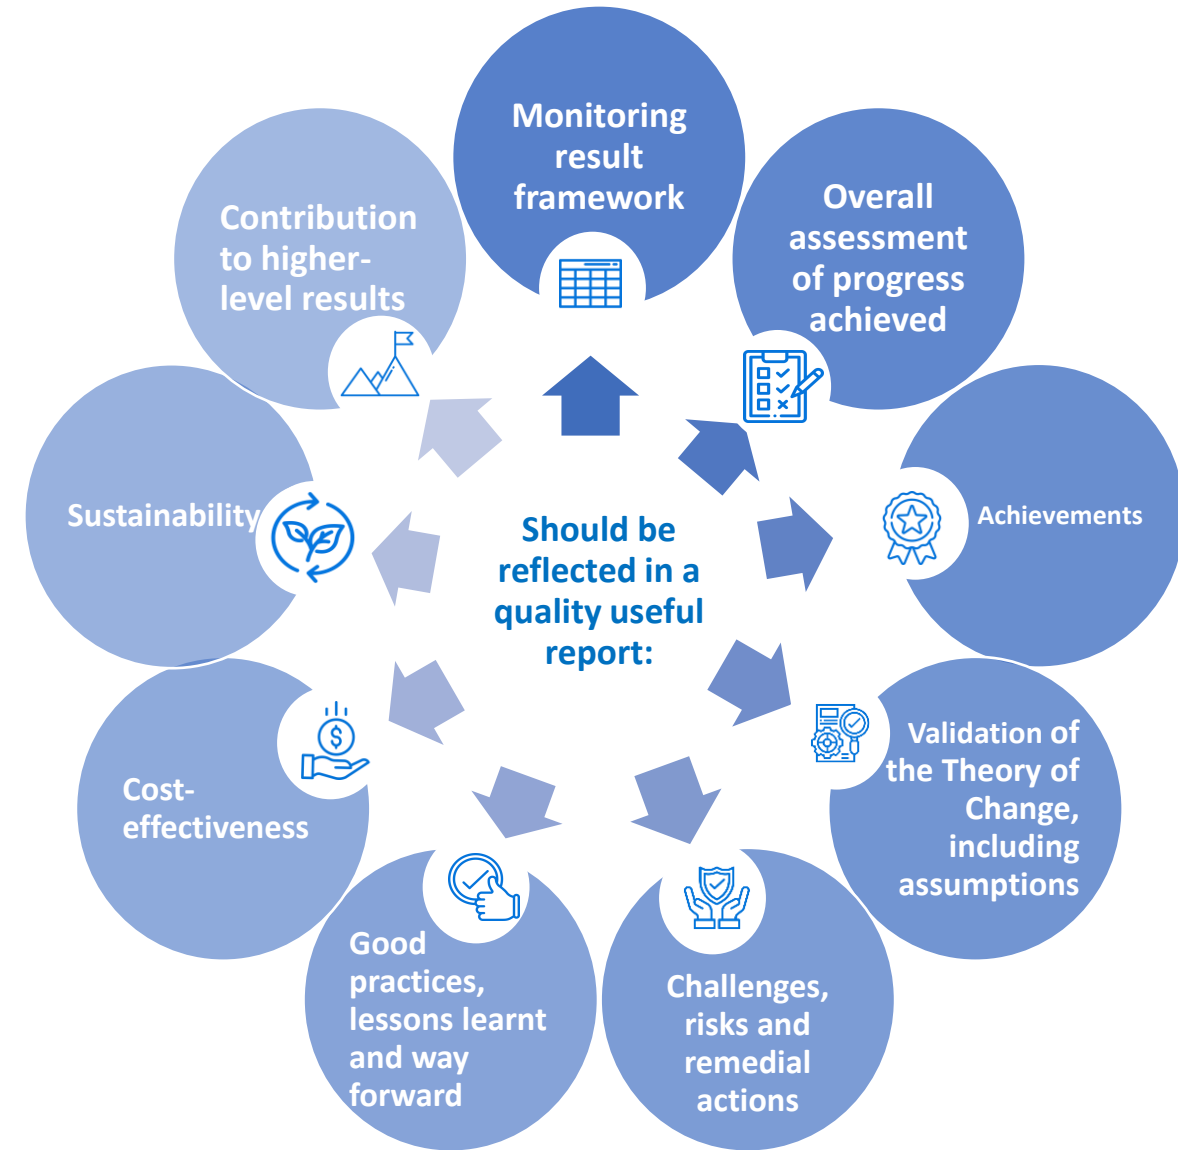 Monitoring
result
framework
Overall
assessment
of progress
achieved
Achievements
Validation of
the Theory of
Change,
including
assumptions
Challenges,
risks and
remedial
actions
Good
practices,
lessons learnt
and way
forward
Cost-
effectiveness
Sustainability
Contribution
to higher-
level results
Should be
reflected in a
quality useful
report: